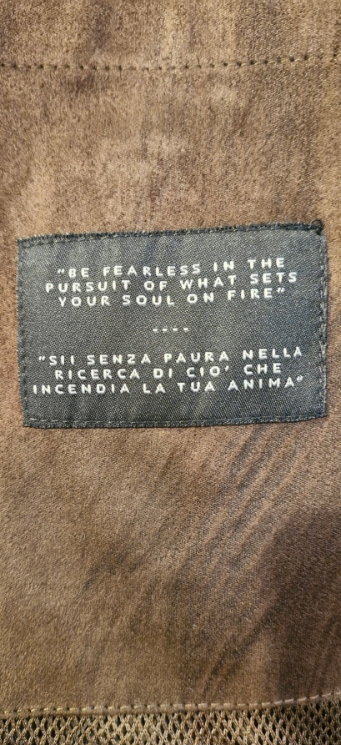 "BE FEARLESS IN THE
PURSUIT OF WHAT SETS
YOUR SOUL ON FIRE"
----
"SII SENZA PAURA NELLA
RICERCA DI CIO' CHE
INCENDIA LA TUA ANIMA"